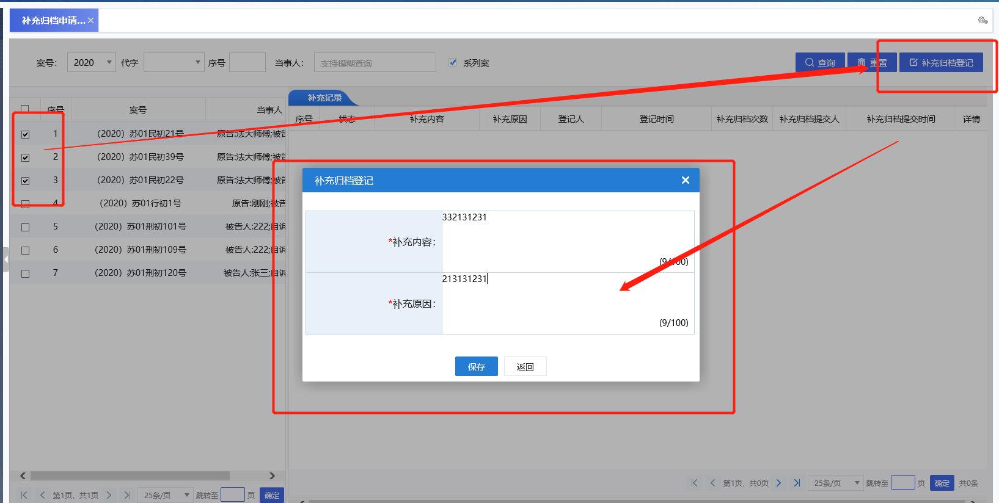 补充归档申请...
案号： 2020 代字 序号 当事人： 支持模糊查询 系列案 查询 重置 补充归档登记
序号 案号 当事人
1 （2020）苏01民初21号 原告:法大师傅;被告
2 （2020）苏01民初39号 原告:法大师傅;被告
3 （2020）苏01民初22号 原告:法大师傅;被告
4 （2020）苏01行初1号 原告:刚刚;被告
5 （2020）苏01刑初101号 被告人:222;自诉
6 （2020）苏01刑初109号 被告人:222;自诉
7 （2020）苏01刑初120号 被告人:张三;自诉
第1页，共1页 25条/页 跳转至 页 确定
补充记录
序号 状态 补充内容 补充原因 登记人 登记时间 补充归档次数 补充归档提交人 补充归档提交时间 详情
补充归档登记
*补充内容： 332131231
(9/100)
*补充原因： 213131231
(9/100)
保存 返回
第1页，共0页 25条/页 跳转至 页 确定 共0条